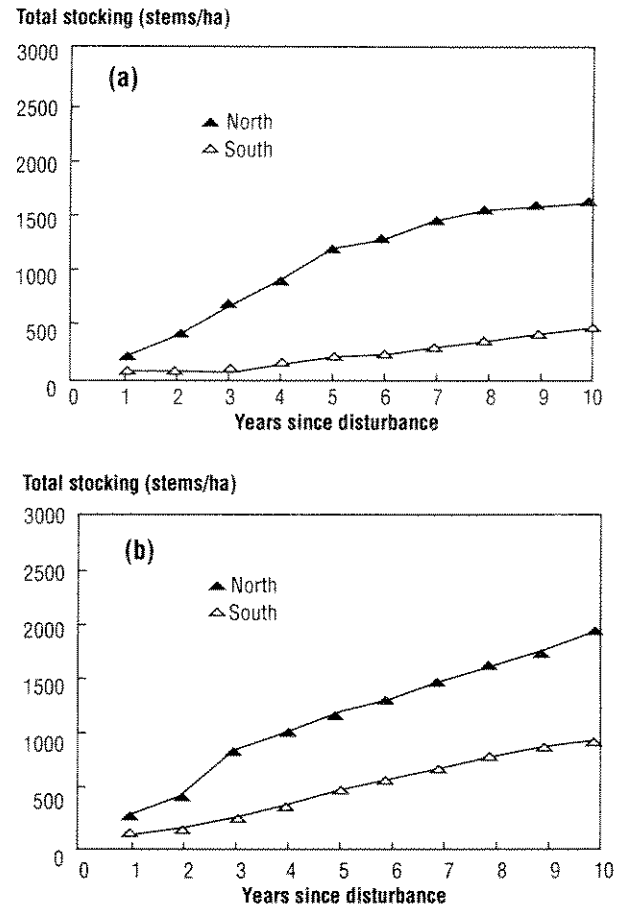 Total stocking (stems/ha)
3000
(a)
2500
North
South
2000
1500
1000
500
0
0 1 2 3 4 5 6 7 8 9 10
Years since disturbance
Total stocking (stems/ha)
3000
(b)
2500
North
South
2000
1500
1000
500
0
0 1 2 3 4 5 6 7 8 9 10
Years since disturbance